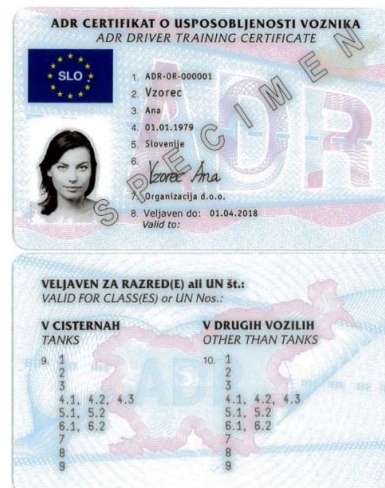 ADR CERTIFIKAT O USPOSOBLJENOSTI VOZNIKA
ADR DRIVER TRAINING CERTIFICATE
SLO
SPECIMEN
ADR
1. ADR-OR-000001
2. Vzorec
3. Ana
4. 01.01.1979
5. Slovenije
6.
Vzorec Ana
7. Organizacija d.o.o.
8. Veljaven do: 01.04.2018
Valid to:
VELJAVEN ZA RAZRED(E) ali UN št.:
VALID FOR CLASS(ES) or UN Nos.:
V CISTERNAH
TANKS
9. 1
2
3
4.1, 4.2, 4.3
5.1, 5.2
6.1, 6.2
7
8
9
V DRUGIH VOZILIH
OTHER THAN TANKS
10. 1
2
3
4.1, 4.2, 4.3
5.1, 5.2
6.1, 6.2
7
8
9
ADR